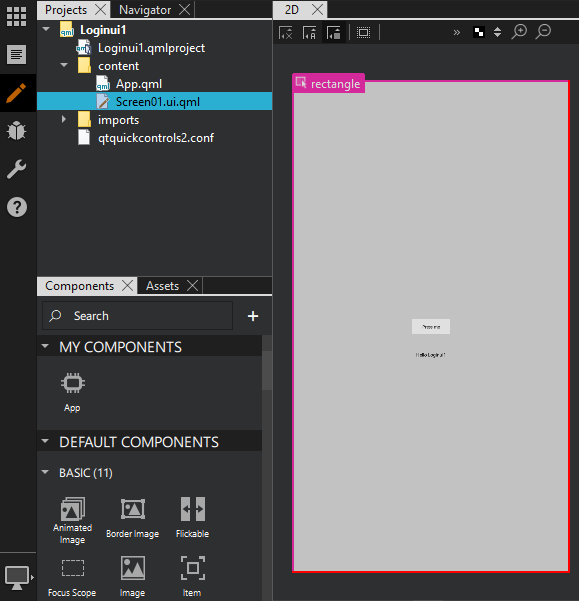 Projects
Navigator
2D
Loginui1
Loginui1.qmlproject
content
App.qml
Screen01.ui.qml
imports
qtquickcontrols2.conf
rectangle
Press me
Hello Loginui1
Components
Assets
Search
MY COMPONENTS
App
DEFAULT COMPONENTS
BASIC (11)
Animated
Image
Border Image
Flickable
Focus Scope
Image
Item